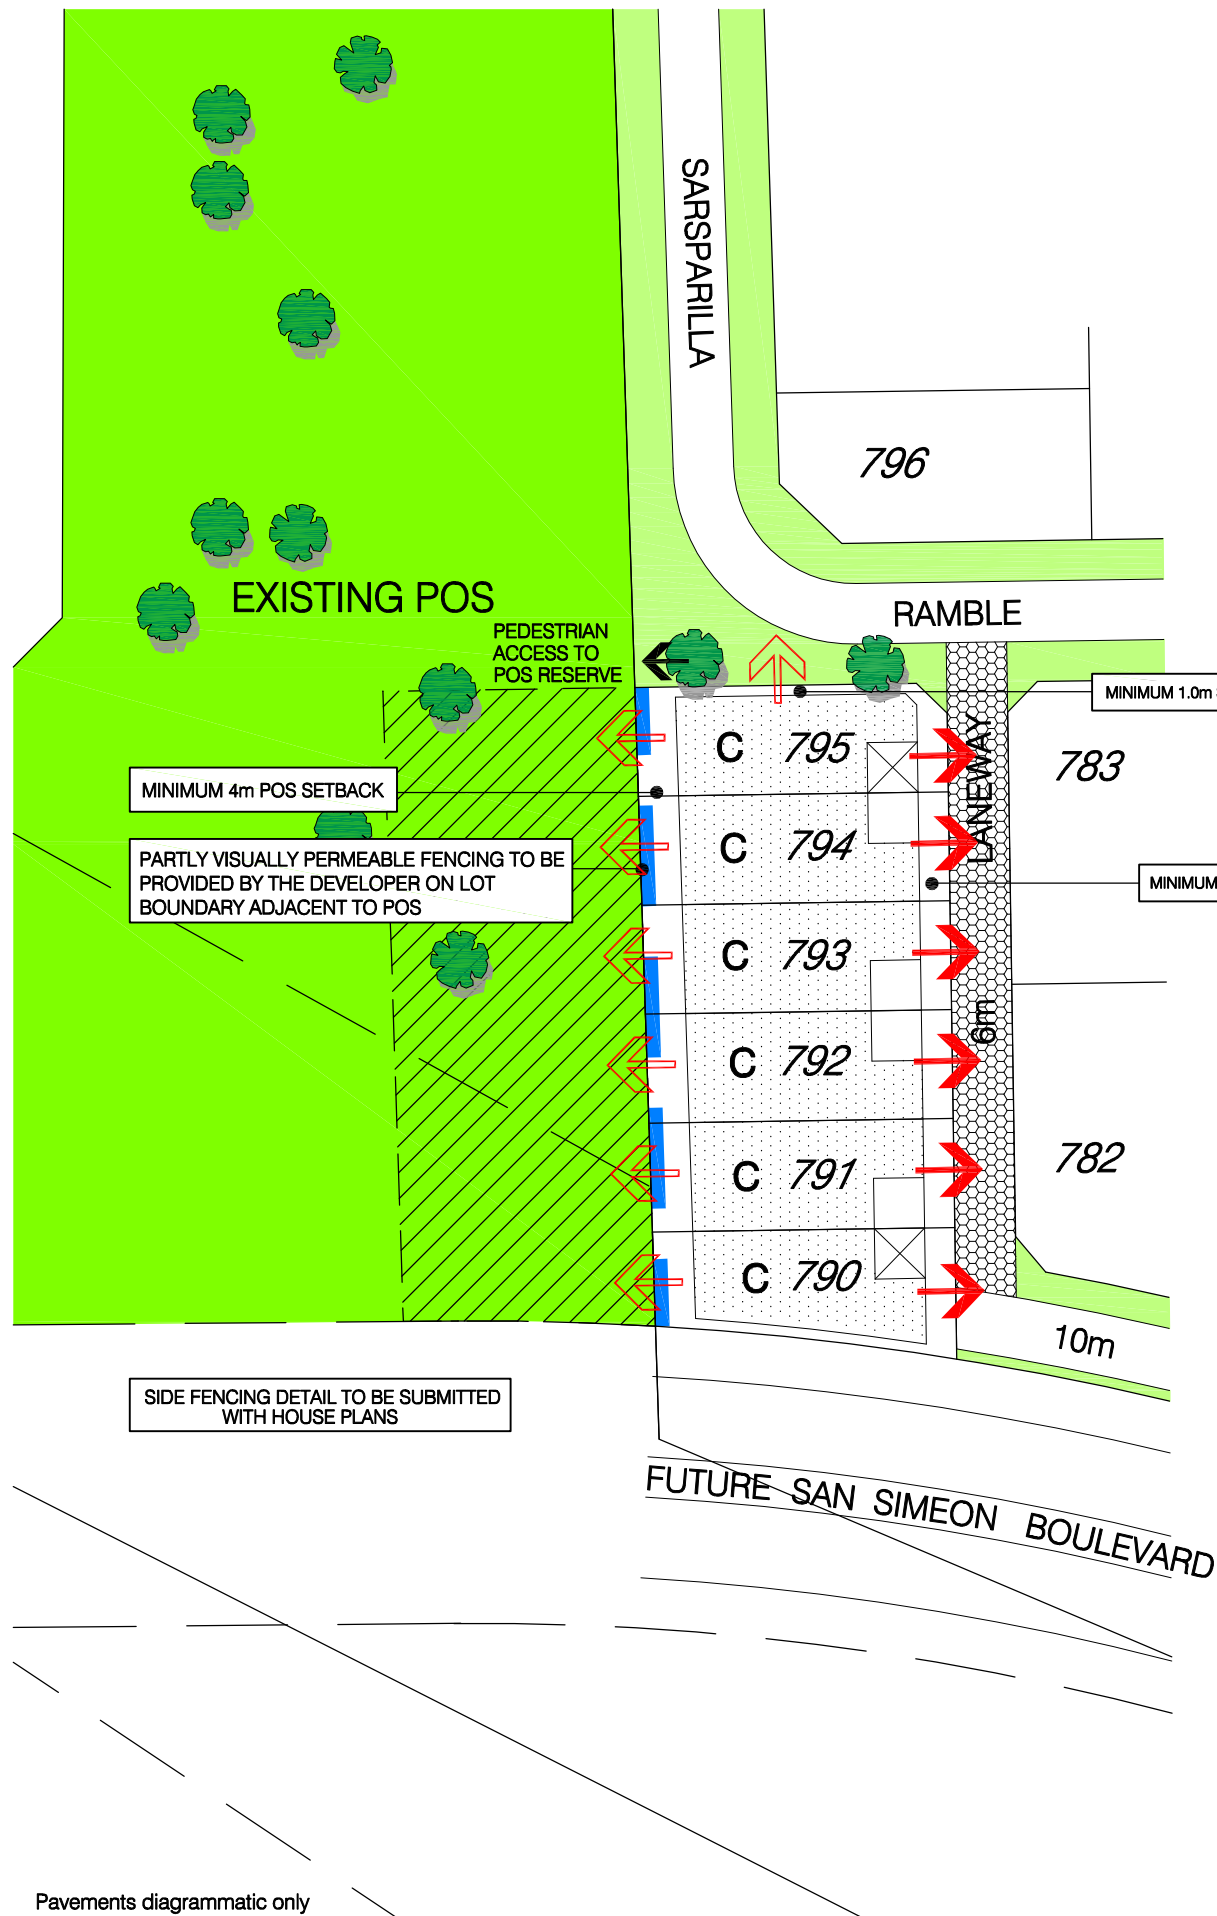 SARSPARILLA
796
EXISTING POS
RAMBLE
PEDESTRIAN
ACCESS TO
POS RESERVE
MINIMUM 1.0m
C 795
LANEWAY
783
MINIMUM 4m POS SETBACK
C 794
PARTLY VISUALLY PERMEABLE FENCING TO BE
PROVIDED BY THE DEVELOPER ON LOT
BOUNDARY ADJACENT TO POS
MINIMUM
C 793
6m
C 792
C 791
782
C 790
10m
SIDE FENCING DETAIL TO BE SUBMITTED
WITH HOUSE PLANS
FUTURE SAN SIMEON BOULEVARD
Pavements diagrammatic only